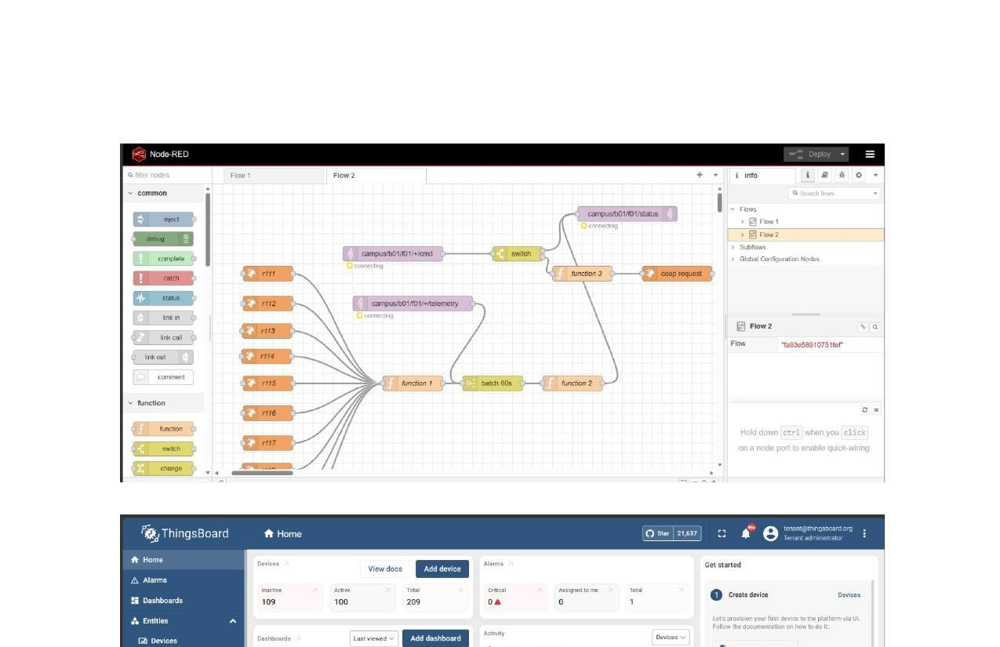 Node-RED
Deploy
filter nodes
Flow 1
Flow 2
info
common
Search flows
inject
debug
complete
catch
status
link in
link call
link out
comment
function
function
switch
change
campus/b01/f01/status
connecting
campus/b01/f01/+/cmd
connecting
switch
function 3
coap request
r111
r112
r113
r114
r115
r116
r117
campus/b01/f01/+/telemetry
connecting
function 1
batch 60s
function 2
Flows
Flow 1
Flow 2
Subflows
Global Configuration Nodes
Flow 2
Flow "fa93e58910751fef"
Hold down ctrl when you click
on a node port to enable quick-wiring
ThingsBoard
Home
Star 21,637
tenant@thingsboard.org
Tenant administrator
Home
Alarms
Dashboards
Entities
Devices
Devices
View docs
Add device
Inactive
109
Active
100
Total
209
Alarms
Critical
0
Assigned to me
0
Total
1
Get started
1 Create device Devices
Let's provision your first device to the platform via UI.
Follow the documentation on how to do it:
Dashboards
Last viewed
Add dashboard
Activity
Devices